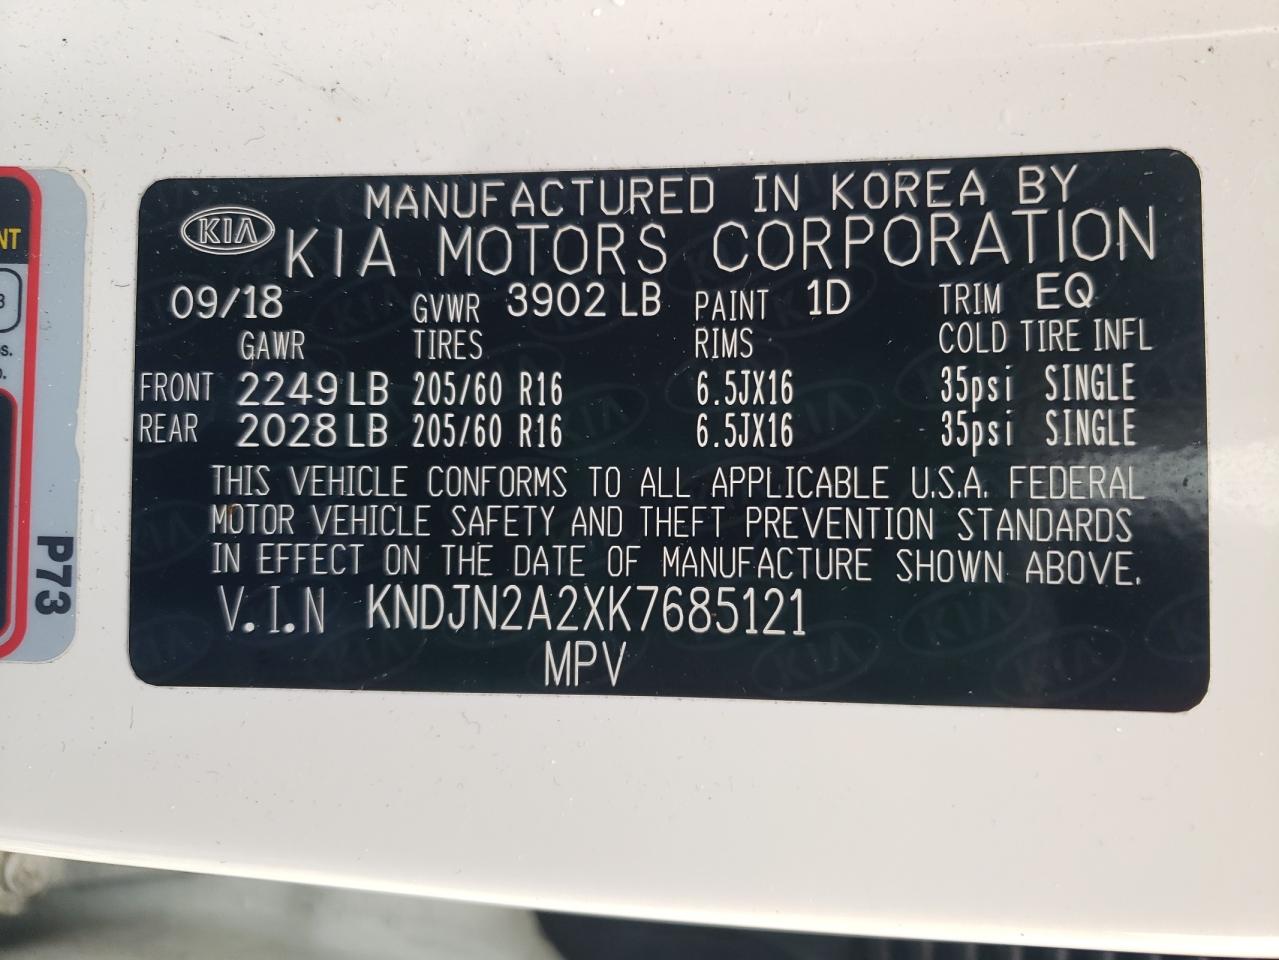 MANUFACTURED IN KOREA BY
KIA KIA MOTORS CORPORATION
09/18 GVWR 3902 LB PAINT 1D TRIM EQ
GAWR TIRES RIMS COLD TIRE INFL
FRONT 2249 LB 205/60 R16 6.5JX16 35psi SINGLE
REAR 2028 LB 205/60 R16 6.5JX16 35psi SINGLE
THIS VEHICLE CONFORMS TO ALL APPLICABLE U.S.A. FEDERAL
MOTOR VEHICLE SAFETY AND THEFT PREVENTION STANDARDS
IN EFFECT ON THE DATE OF MANUFACTURE SHOWN ABOVE.
V.I.N KNDJN2A2XK7685121
MPV
P73